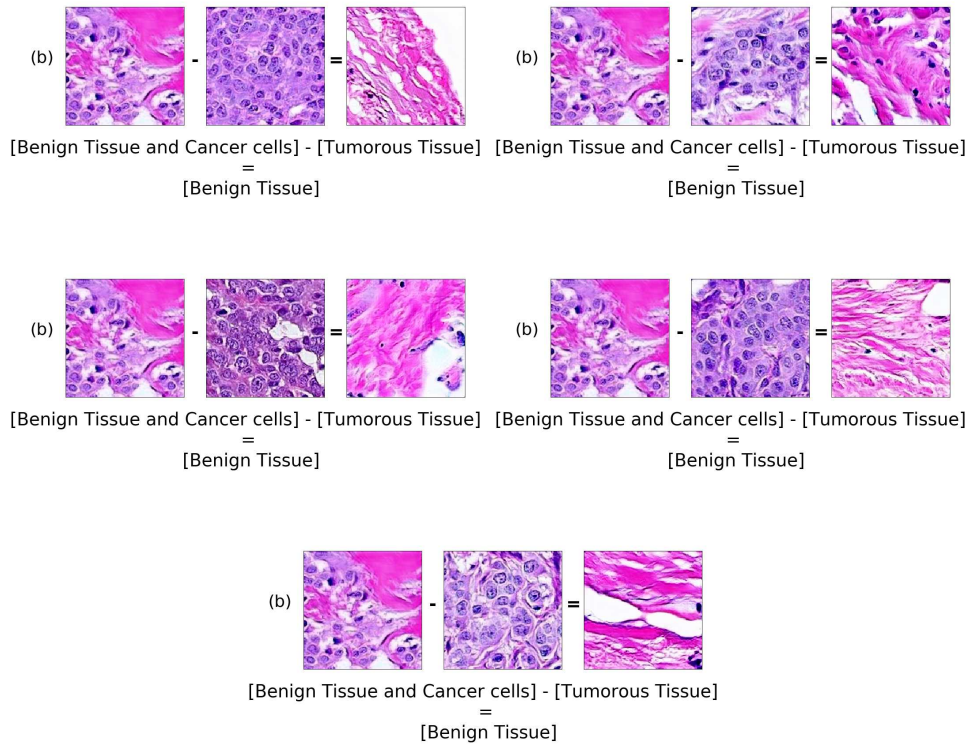 (b) - =
[Benign Tissue and Cancer cells] - [Tumorous Tissue]
=
[Benign Tissue]
(b) - =
[Benign Tissue and Cancer cells] - [Tumorous Tissue]
=
[Benign Tissue]
(b) - =
[Benign Tissue and Cancer cells] - [Tumorous Tissue]
=
[Benign Tissue]
(b) - =
[Benign Tissue and Cancer cells] - [Tumorous Tissue]
=
[Benign Tissue]
(b) - =
[Benign Tissue and Cancer cells] - [Tumorous Tissue]
=
[Benign Tissue]